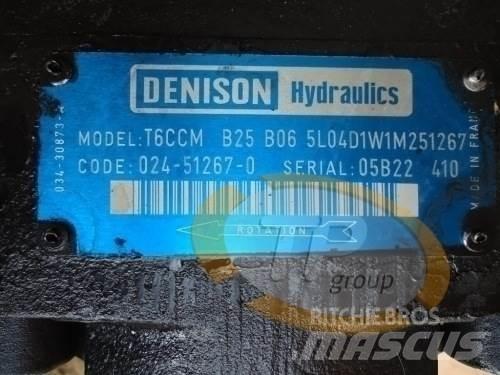 DENISON Hydraulics
MODEL:T6CCM B25 B06 5L04D1W1M251267
CODE: 024-51267-0 SERIAL: 05B22 410
ROTATION
034-30873-
MADE IN FRANCE
group
RITCHIE BROS.
MASCUS